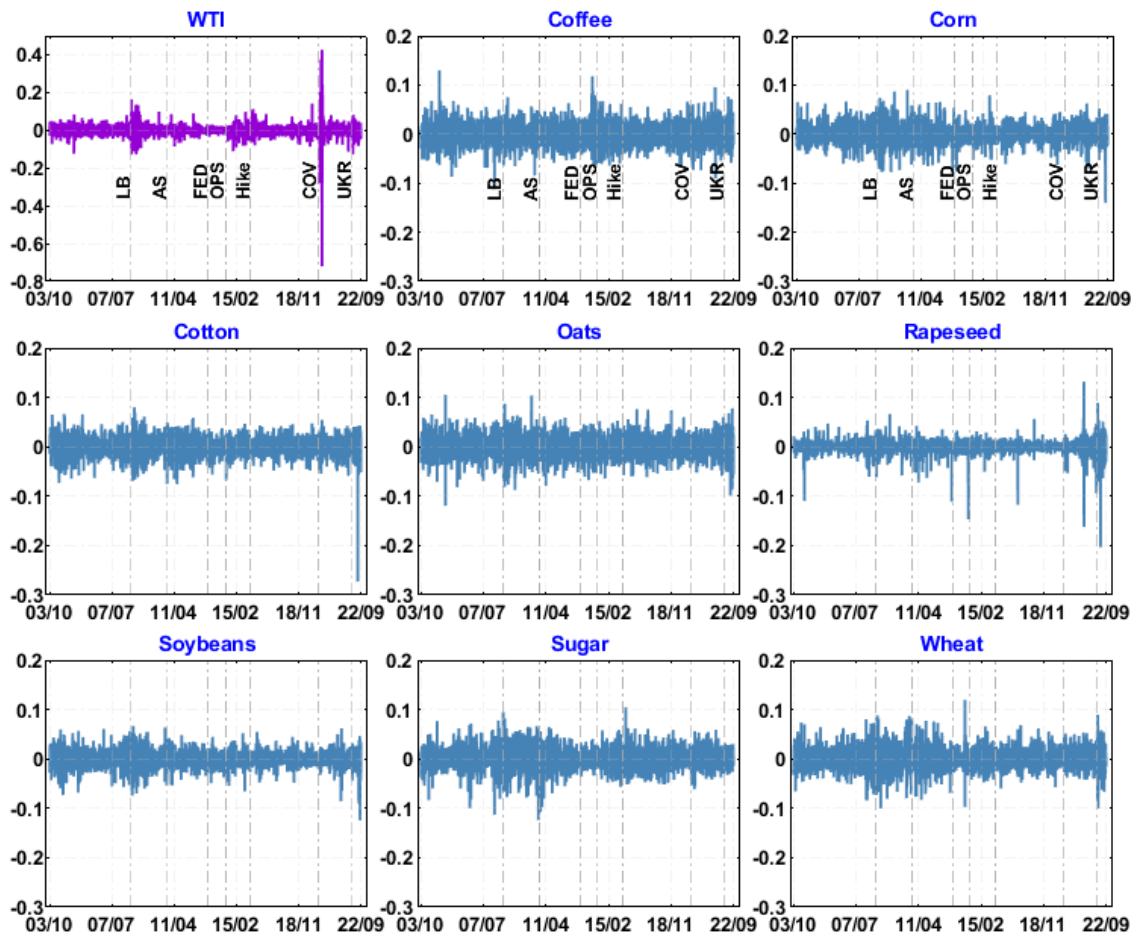 WTI
Coffee
Corn
0.4
0.2
0
-0.2
-0.4
-0.6
-0.8
LB
AS
FED
OPS
Hike
COV
UKR
03/10 07/07 11/04 15/02 18/11 22/09
0.2
0.1
0
-0.1
-0.2
-0.3
LB
AS
FED
OPS
Hike
COV
UKR
03/10 07/07 11/04 15/02 18/11 22/09
0.2
0.1
0
-0.1
-0.2
-0.3
LB
AS
FED
OPS
Hike
COV
UKR
03/10 07/07 11/04 15/02 18/11 22/09
Cotton
Oats
Rapeseed
0.2
0.1
0
-0.1
-0.2
-0.3
03/10 07/07 11/04 15/02 18/11 22/09
0.2
0.1
0
-0.1
-0.2
-0.3
03/10 07/07 11/04 15/02 18/11 22/09
0.2
0.1
0
-0.1
-0.2
-0.3
03/10 07/07 11/04 15/02 18/11 22/09
Soybeans
Sugar
Wheat
0.2
0.1
0
-0.1
-0.2
-0.3
03/10 07/07 11/04 15/02 18/11 22/09
0.2
0.1
0
-0.1
-0.2
-0.3
03/10 07/07 11/04 15/02 18/11 22/09
0.2
0.1
0
-0.1
-0.2
-0.3
03/10 07/07 11/04 15/02 18/11 22/09